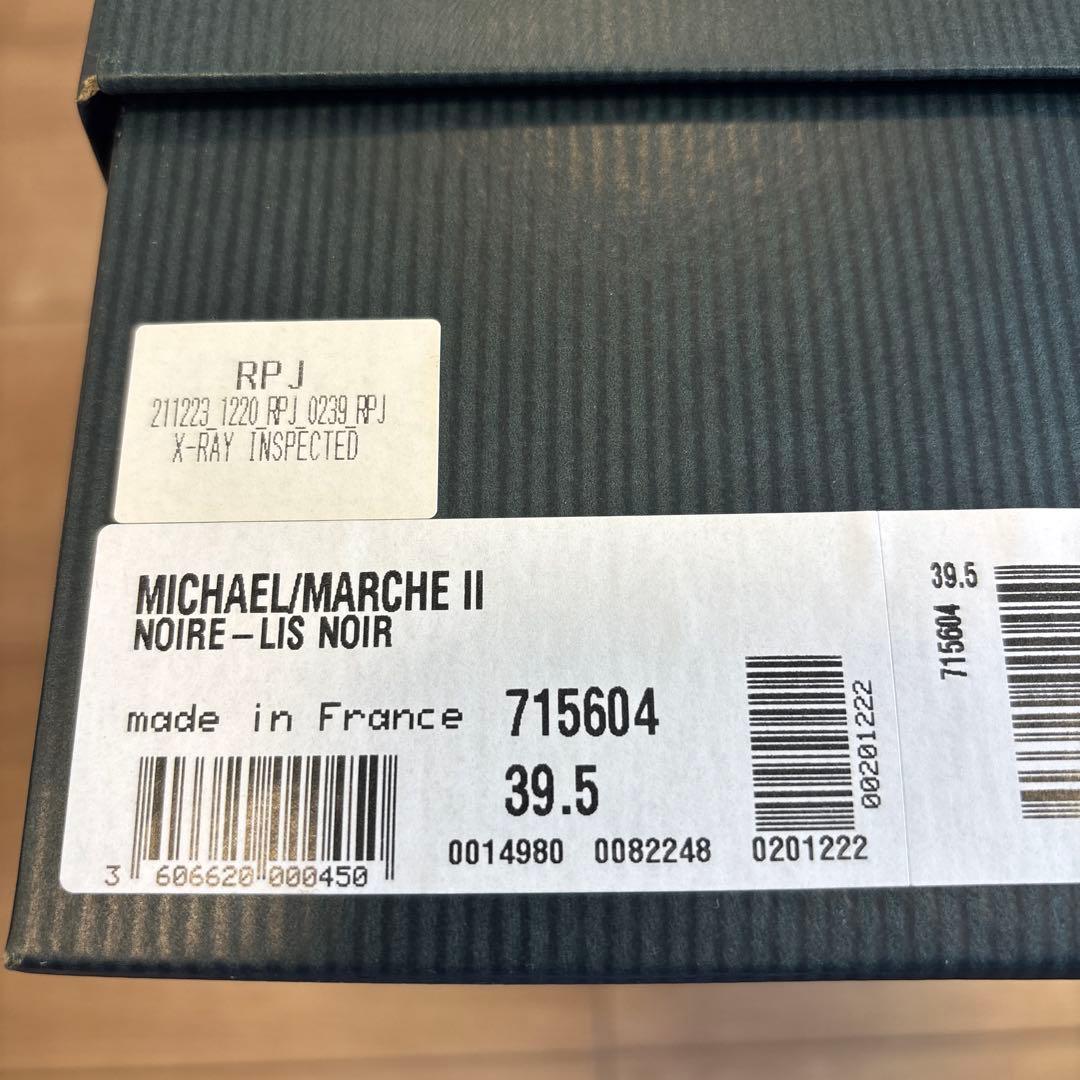 RPJ
211223_1220_RPJ_0239_RPJ
X-RAY INSPECTED
MICHAEL/MARCHE II
NOIRE-LIS NOIR
made in France 715604
39.5
3 606620 000450
0014980 0082248 0201222
00201222
39.5
715604